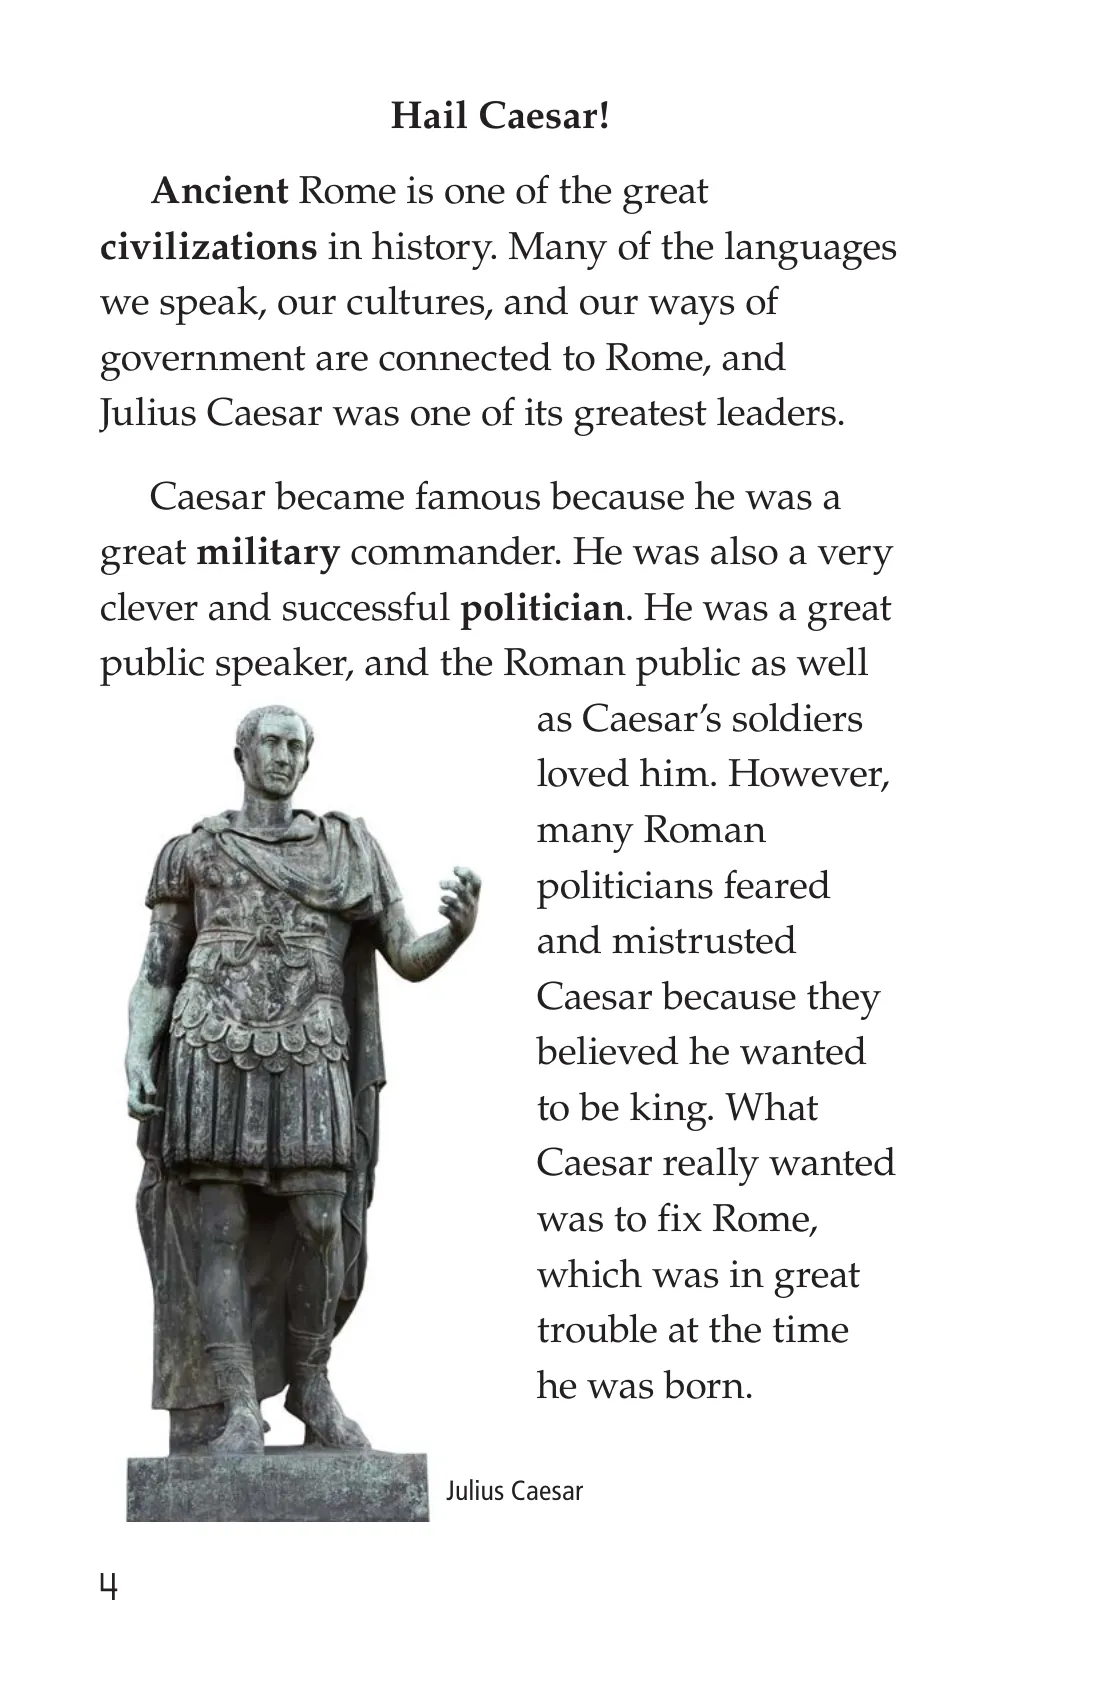 Hail Caesar!
Ancient Rome is one of the great
civilizations in history. Many of the languages
we speak, our cultures, and our ways of
government are connected to Rome, and
Julius Caesar was one of its greatest leaders.
Caesar became famous because he was a
great military commander. He was also a very
clever and successful politician. He was a great
public speaker, and the Roman public as well
as Caesar’s soldiers
loved him. However,
many Roman
politicians feared
and mistrusted
Caesar because they
believed he wanted
to be king. What
Caesar really wanted
was to fix Rome,
which was in great
trouble at the time
he was born.
Julius Caesar
4